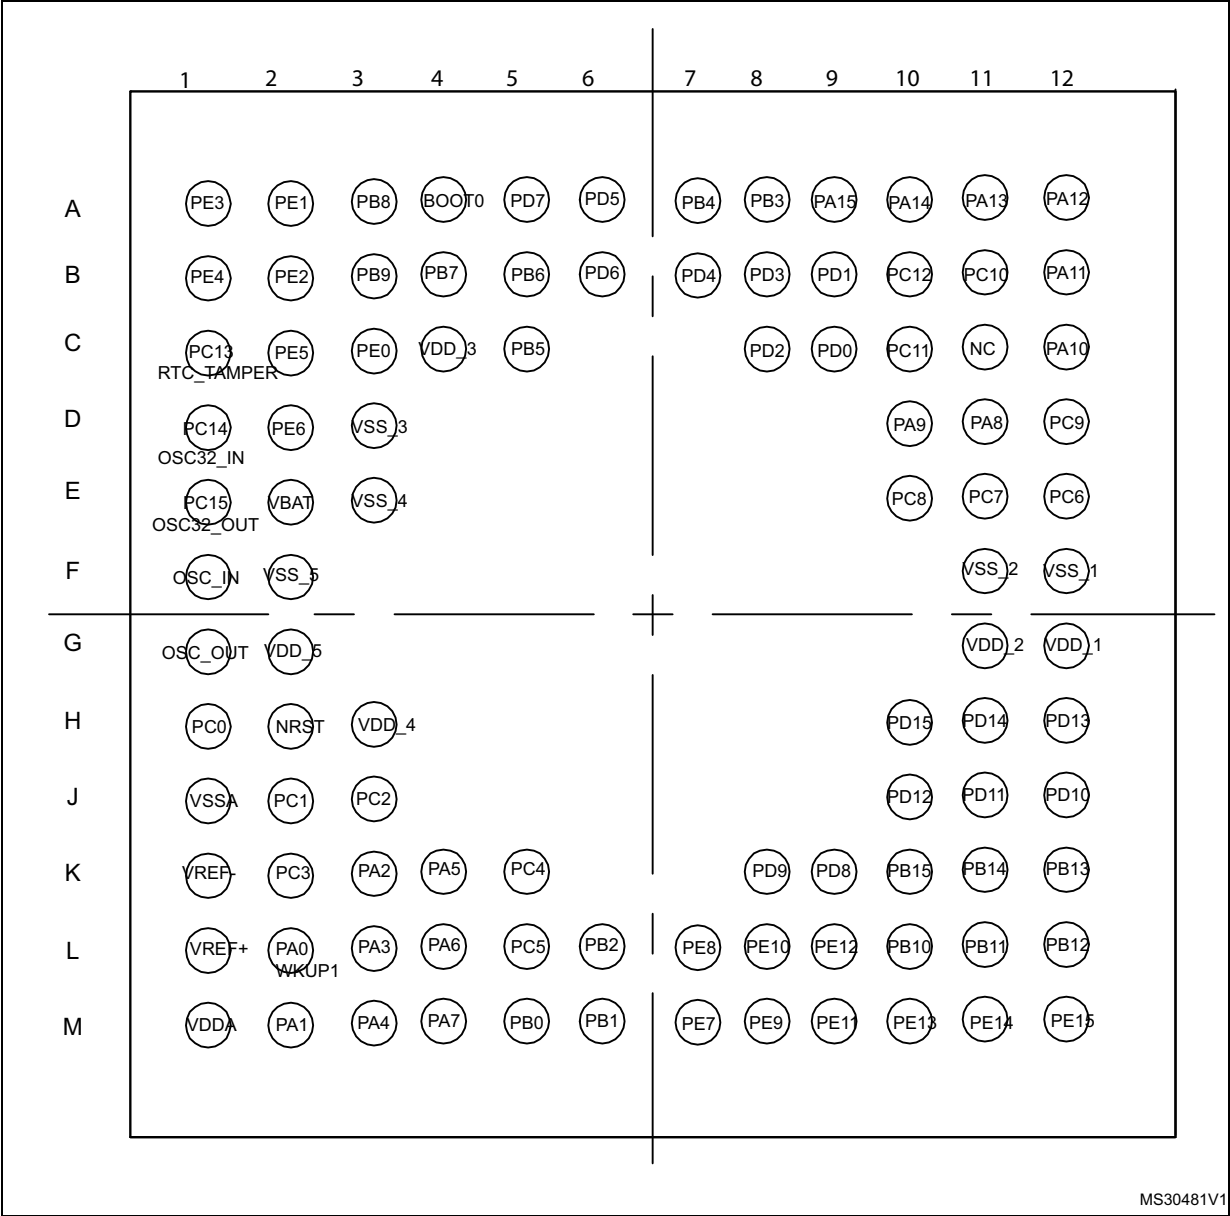 1 2 3 4 5 6 7 8 9 10 11 12
A PE3 PE1 PB8 BOOT0 PD7 PD5 PB4 PB3 PA15 PA14 PA13 PA12
B PE4 PE2 PB9 PB7 PB6 PD6 PD4 PD3 PD1 PC12 PC10 PA11
C PC13 PE5 PE0 VDD_3 PB5 PD2 PD0 PC11 NC PA10
RTC_TAMPER
D PC14 PE6 VSS_3 PA9 PA8 PC9
OSC32_IN
E PC15 VBAT VSS_4 PC8 PC7 PC6
OSC32_OUT
F OSC_IN VSS_5 VSS_2 VSS_1
G OSC_OUT VDD_5 VDD_2 VDD_1
H PC0 NRST VDD_4 PD15 PD14 PD13
J VSSA PC1 PC2 PD12 PD11 PD10
K VREF- PC3 PA2 PA5 PC4 PD9 PD8 PB15 PB14 PB13
L VREF+ PA0 PA3 PA6 PC5 PB2 PE8 PE10 PE12 PB10 PB11 PB12
WKUP1
M VDDA PA1 PA4 PA7 PB0 PB1 PE7 PE9 PE11 PE13 PE14 PE15
MS30481V1